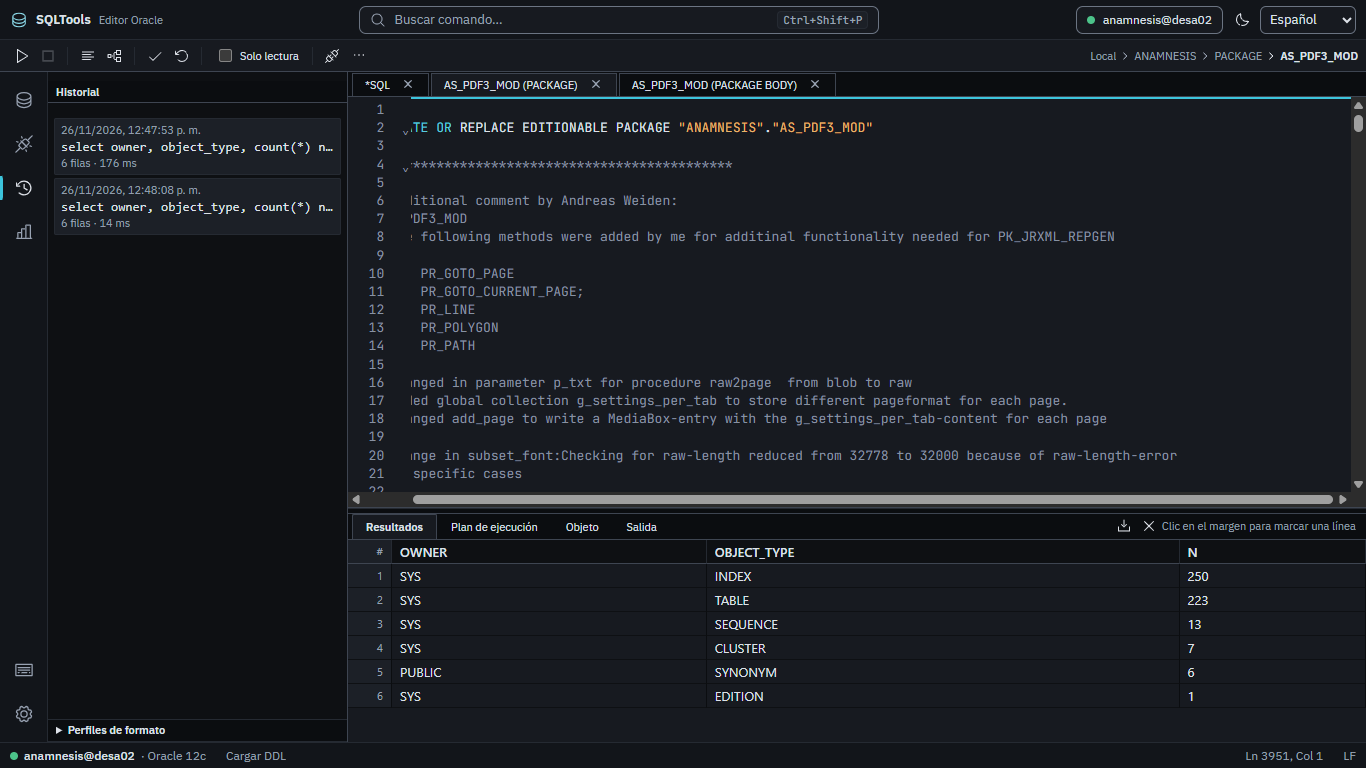 SQLTools Editor Oracle
Buscar comando... Ctrl+Shift+P
anamnesis@desa02
Español
Solo lectura
Local > ANAMNESIS > PACKAGE > AS_PDF3_MOD
Historial
26/11/2026, 12:47:53 p. m.
select owner, object_type, count(*) n…
6 filas · 176 ms
26/11/2026, 12:48:08 p. m.
select owner, object_type, count(*) n…
6 filas · 14 ms
Perfiles de formato
*SQL
AS_PDF3_MOD (PACKAGE)
AS_PDF3_MOD (PACKAGE BODY)
1
2 TE OR REPLACE EDITIONABLE PACKAGE "ANAMNESIS"."AS_PDF3_MOD"
3
4 *****************************************
5
6 ditional comment by Andreas Weiden:
7 PDF3_MOD
8 following methods were added by me for additinal functionality needed for PK_JRXML_REPGEN
9
10 PR_GOTO_PAGE
11 PR_GOTO_CURRENT_PAGE;
12 PR_LINE
13 PR_POLYGON
14 PR_PATH
15
16 anged in parameter p_txt for procedure raw2page  from blob to raw
17 ded global collection g_settings_per_tab to store different pageformat for each page.
18 anged add_page to write a MediaBox-entry with the g_settings_per_tab-content for each page
19
20 ange in subset_font:Checking for raw-length reduced from 32778 to 32000 because of raw-length-error
21 specific cases
22
Resultados
Plan de ejecución
Objeto
Salida
Clic en el margen para marcar una línea
# OWNER OBJECT_TYPE N
1 SYS INDEX 250
2 SYS TABLE 223
3 SYS SEQUENCE 13
4 SYS CLUSTER 7
5 PUBLIC SYNONYM 6
6 SYS EDITION 1
anamnesis@desa02 · Oracle 12c
Cargar DDL
Ln 3951, Col 1
LF